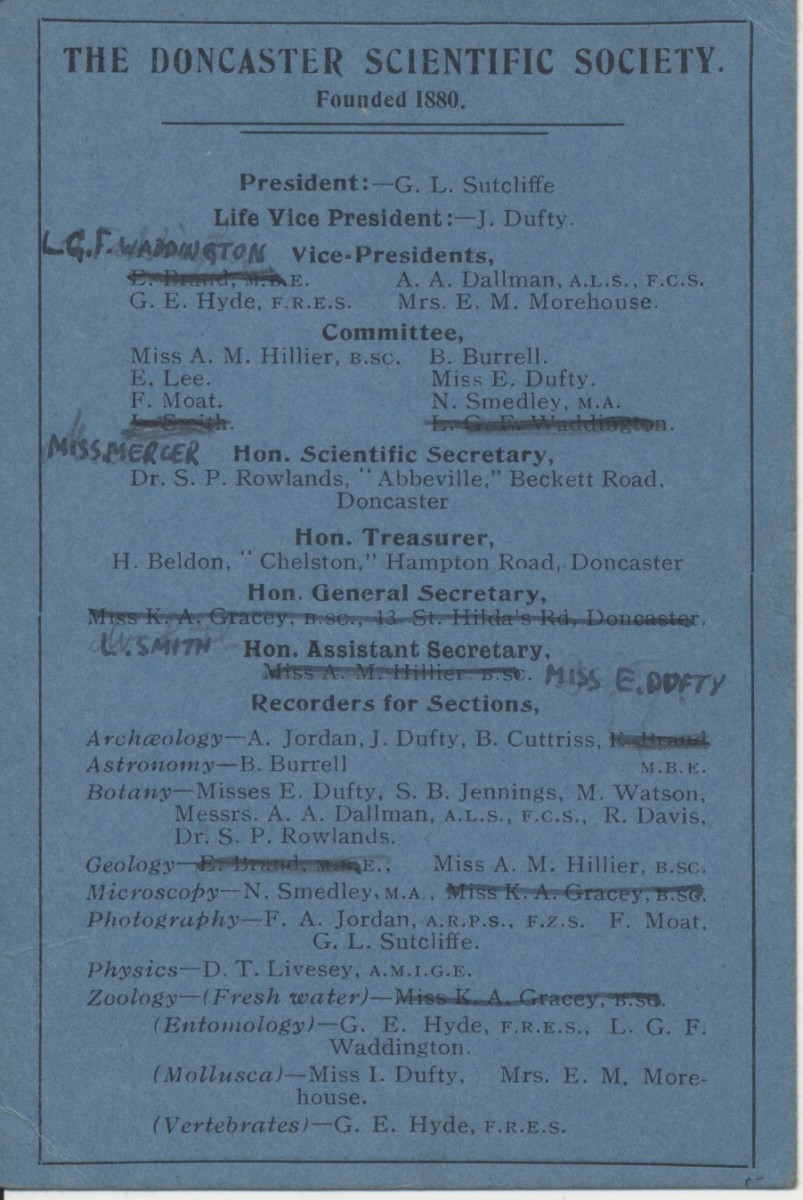 THE DONCASTER SCIENTIFIC SOCIETY.
Founded 1880.
President:—G. L. Sutcliffe
Life Vice President:—J. Dufty.
L.G.F. WADDINGTON Vice-Presidents,
E. Brand, M.B.E. A. A. Dallman, A.L.S., F.C.S.
G. E. Hyde, F.R.E.S. Mrs. E. M. Morehouse.
Committee,
Miss A. M. Hillier, B.SC. B. Burrell.
E. Lee. Miss E. Dufty.
F. Moat. N. Smedley, M.A.
L. Smith. L. G. F. Waddington.
MISS. MERCER Hon. Scientific Secretary,
Dr. S. P. Rowlands, "Abbeville," Beckett Road,
Doncaster
Hon. Treasurer,
H. Beldon, "Chelston," Hampton Road, Doncaster
Hon. General Secretary,
Miss K. A. Gracey, B.SC., 13 St. Hilda's Rd, Doncaster.
L. SMITH Hon. Assistant Secretary,
Miss A. M. Hillier B.SC. MISS E. DUFTY
Recorders for Sections,
Archæology—A. Jordan, J. Dufty, B. Cuttriss, E. Brand
Astronomy—B. Burrell M.B.E.
Botany—Misses E. Dufty, S. B. Jennings, M. Watson,
Messrs. A. A. Dallman, A.L.S., F.C.S., R. Davis,
Dr. S. P. Rowlands.
Geology—E. Brand, M.B.E., Miss A. M. Hillier, B.SC.
Microscopy—N. Smedley, M.A., Miss K. A. Gracey, B.SC.
Photography—F. A. Jordan, A.R.P.S., F.Z.S. F. Moat,
G. L. Sutcliffe.
Physics—D. T. Livesey, A.M.I.G.E.
Zoology—(Fresh water)—Miss K. A. Gracey, B.SC.
(Entomology)—G. E. Hyde, F.R.E.S., L. G. F.
Waddington.
(Mollusca)—Miss I. Dufty, Mrs. E. M. More-
house.
(Vertebrates)—G. E. Hyde, F.R.E.S.